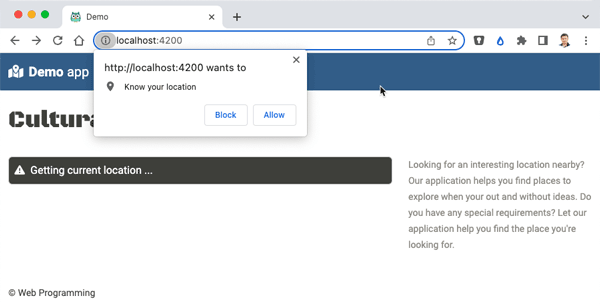 Demo
localhost:4200
http://localhost:4200 wants to
Know your location
Block
Allow
Demo app
Cultura
Getting current location ...
Looking for an interesting location nearby?
Our application helps you find places to
explore when your out and without ideas. Do
you have any special requirements? Let our
application help you find the place you're
looking for.
© Web Programming